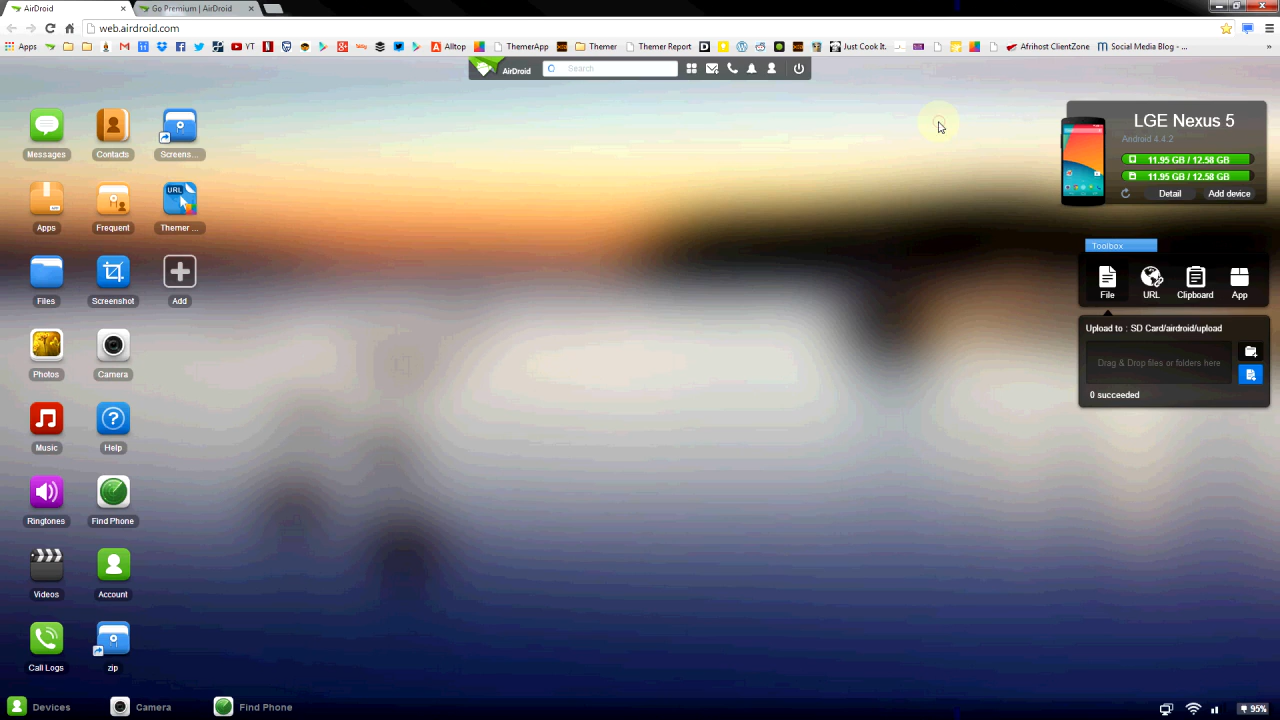 AirDroid
Go Premium | AirDroid
web.airdroid.com
Apps
YT
Alltop
ThemerApp
Themer
Themer Report
Just Cook It.
Afrihost ClientZone
Social Media Blog - ...
»
AirDroid
Search
Messages
Contacts
Screens...
LGE Nexus 5
Android 4.4.2
11.95 GB / 12.58 GB
11.95 GB / 12.58 GB
Detail
Add device
Apps
Frequent
URL
Themer ...
Toolbox
File
URL
Clipboard
App
Files
Screenshot
Add
Upload to : SD Card/airdroid/upload
Drag & Drop files or folders here
0 succeeded
Photos
Camera
Music
Help
Ringtones
Find Phone
Videos
Account
Call Logs
zip
Devices
Camera
Find Phone
95%